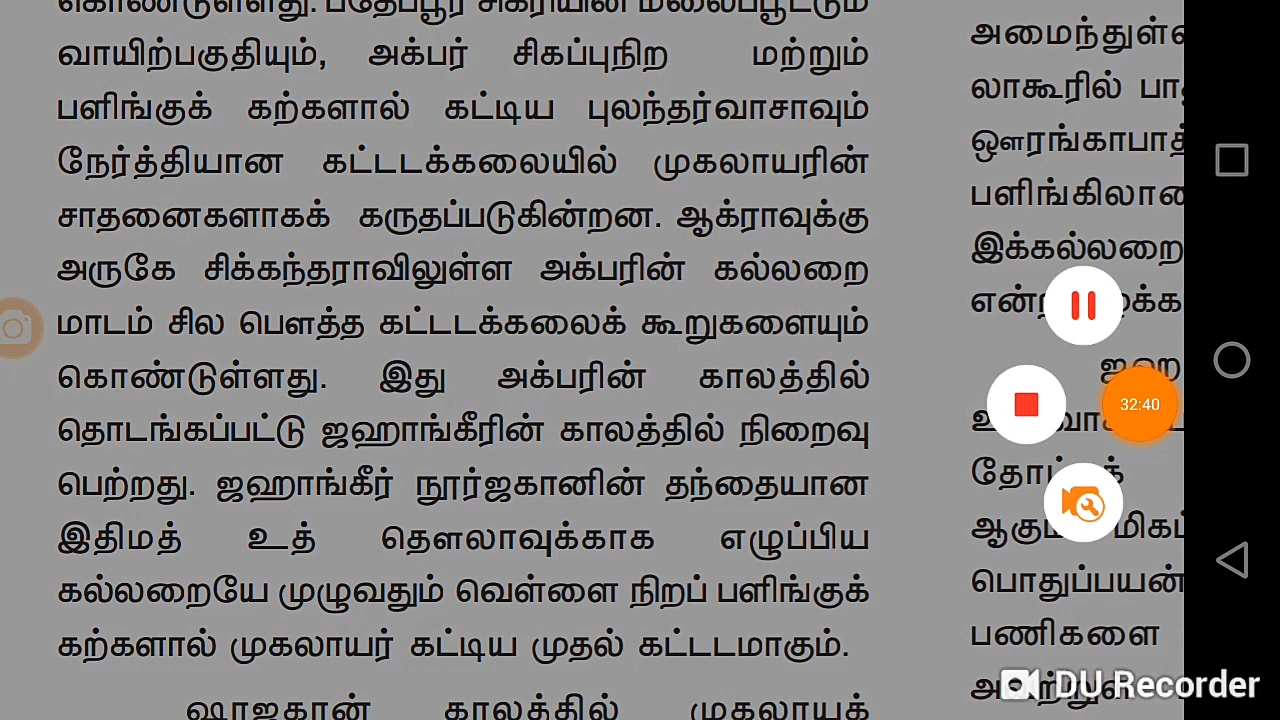 வாயிற்பகுதியும், அக்பர் சிகப்புநிற மற்றும்
பளிங்குக் கற்களால் கட்டிய புலந்தர்வாசாவும்
நேர்த்தியான கட்டடக்கலையில் முகலாயரின்
சாதனைகளாகக் கருதப்படுகின்றன. ஆக்ராவுக்கு
அருகே சிக்கந்தராவிலுள்ள அக்பரின் கல்லறை
மாடம் சில பௌத்த கட்டடக்கலைக் கூறுகளையும்
கொண்டுள்ளது. இது அக்பரின் காலத்தில்
தொடங்கப்பட்டு ஜஹாங்கீரின் காலத்தில் நிறைவு
பெற்றது. ஜஹாங்கீர் நூர்ஜகானின் தந்தையான
இதிமத் உத் தௌலாவுக்காக எழுப்பிய
கல்லறையே முழுவதும் வெள்ளை நிறப் பளிங்குக்
கற்களால் முகலாயர் கட்டிய முதல் கட்டடமாகும்.
ஷாஜகான் காலத்தில் முகலாயக்
லாகூரில்
இக்கல்லறை
பொதுப்பயன்
பணிகளை
32:40
DU Recorder